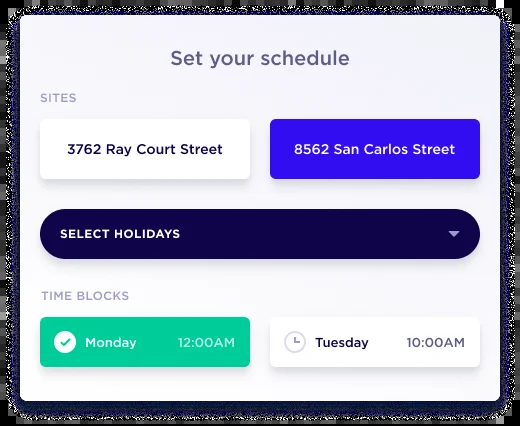 Set your schedule
SITES
3762 Ray Court Street
8562 San Carlos Street
SELECT HOLIDAYS
TIME BLOCKS
Monday 12:00AM
Tuesday 10:00AM